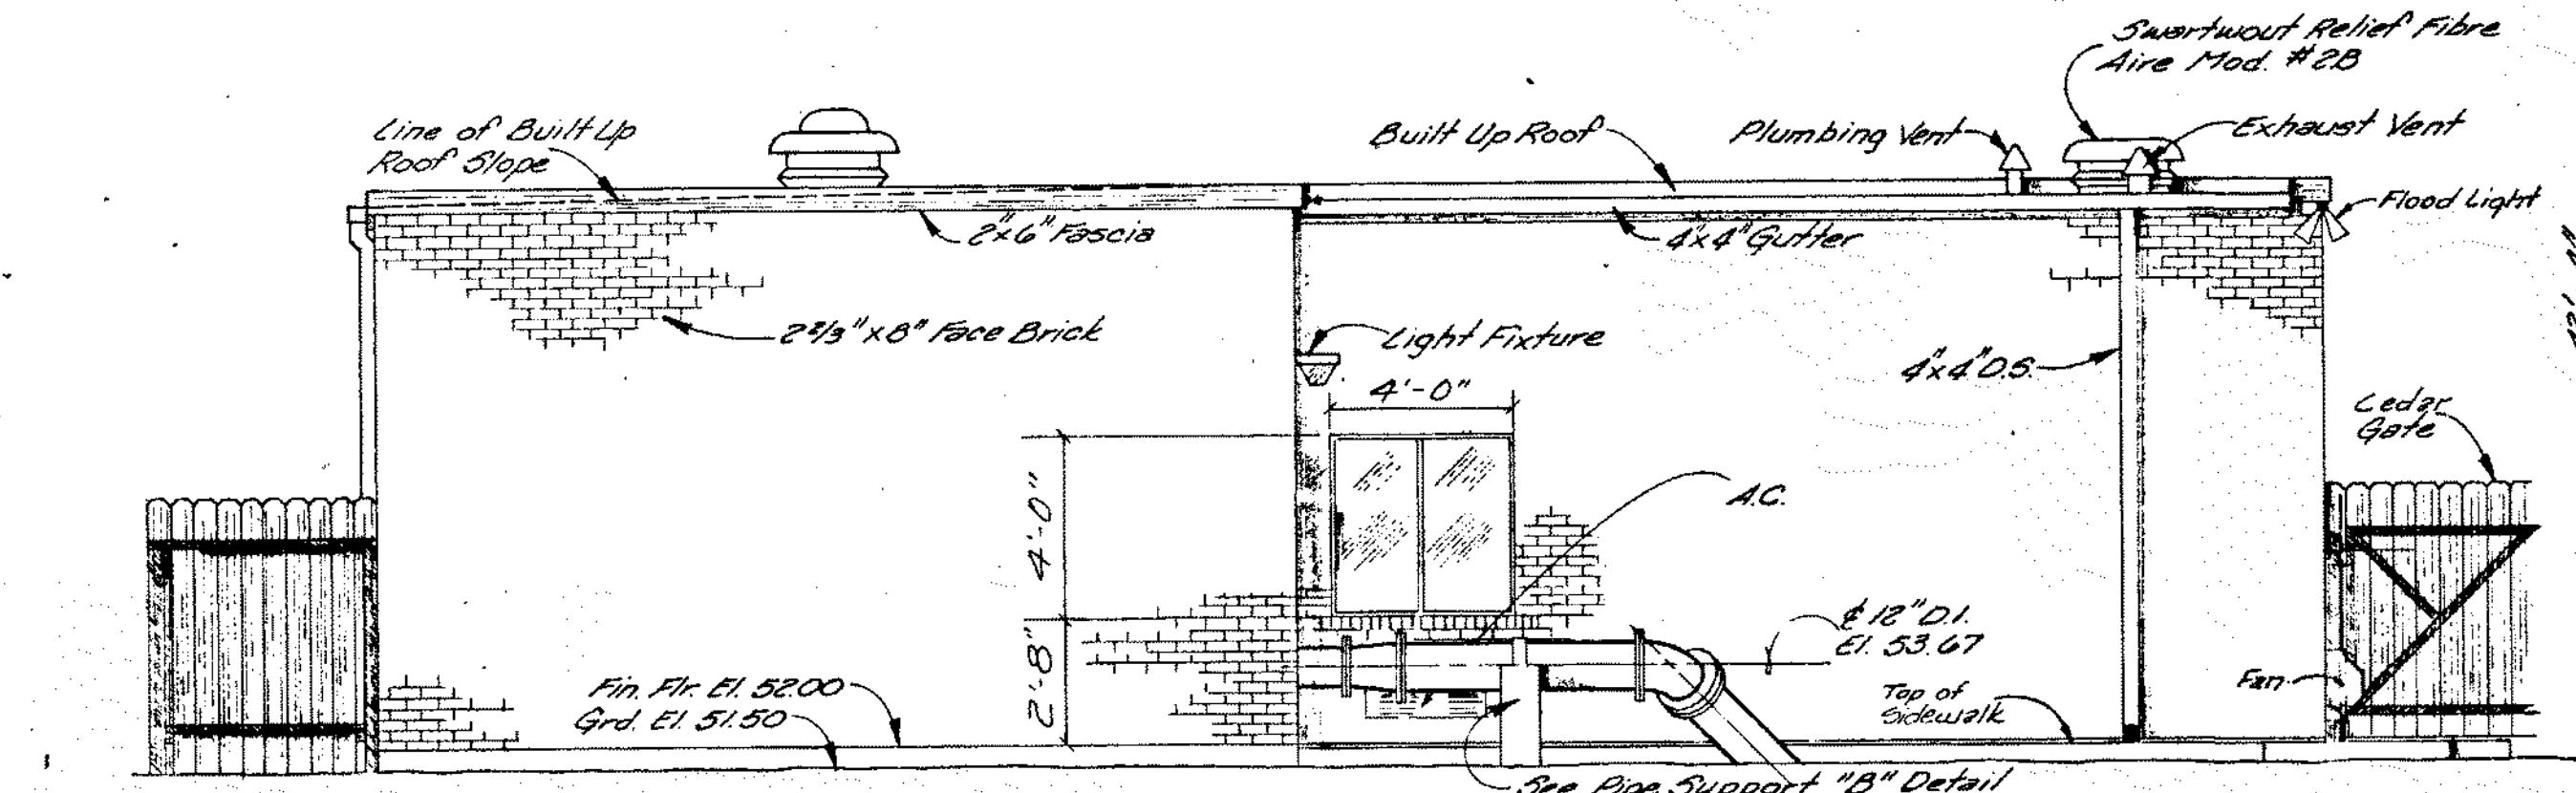 Swartwout Relief Fibre
Aire Mod. #2B
Line of Built Up
Roof Slope
Built Up Roof
Plumbing Vent
Exhaust Vent
Flood Light
2"x6" Fascia
4"x4" Gutter
2 2/3" x 8" Face Brick
Light Fixture
4"x4" D.S.
4'-0"
Cedar
Gate
A.C.
4'-0"
₵ 12" D.I.
El. 53.67
2'-8"
Fin. Flr. El. 52.00
Grd. El. 51.50
Top of
Sidewalk
Fan
See Pipe Support "B" Detail